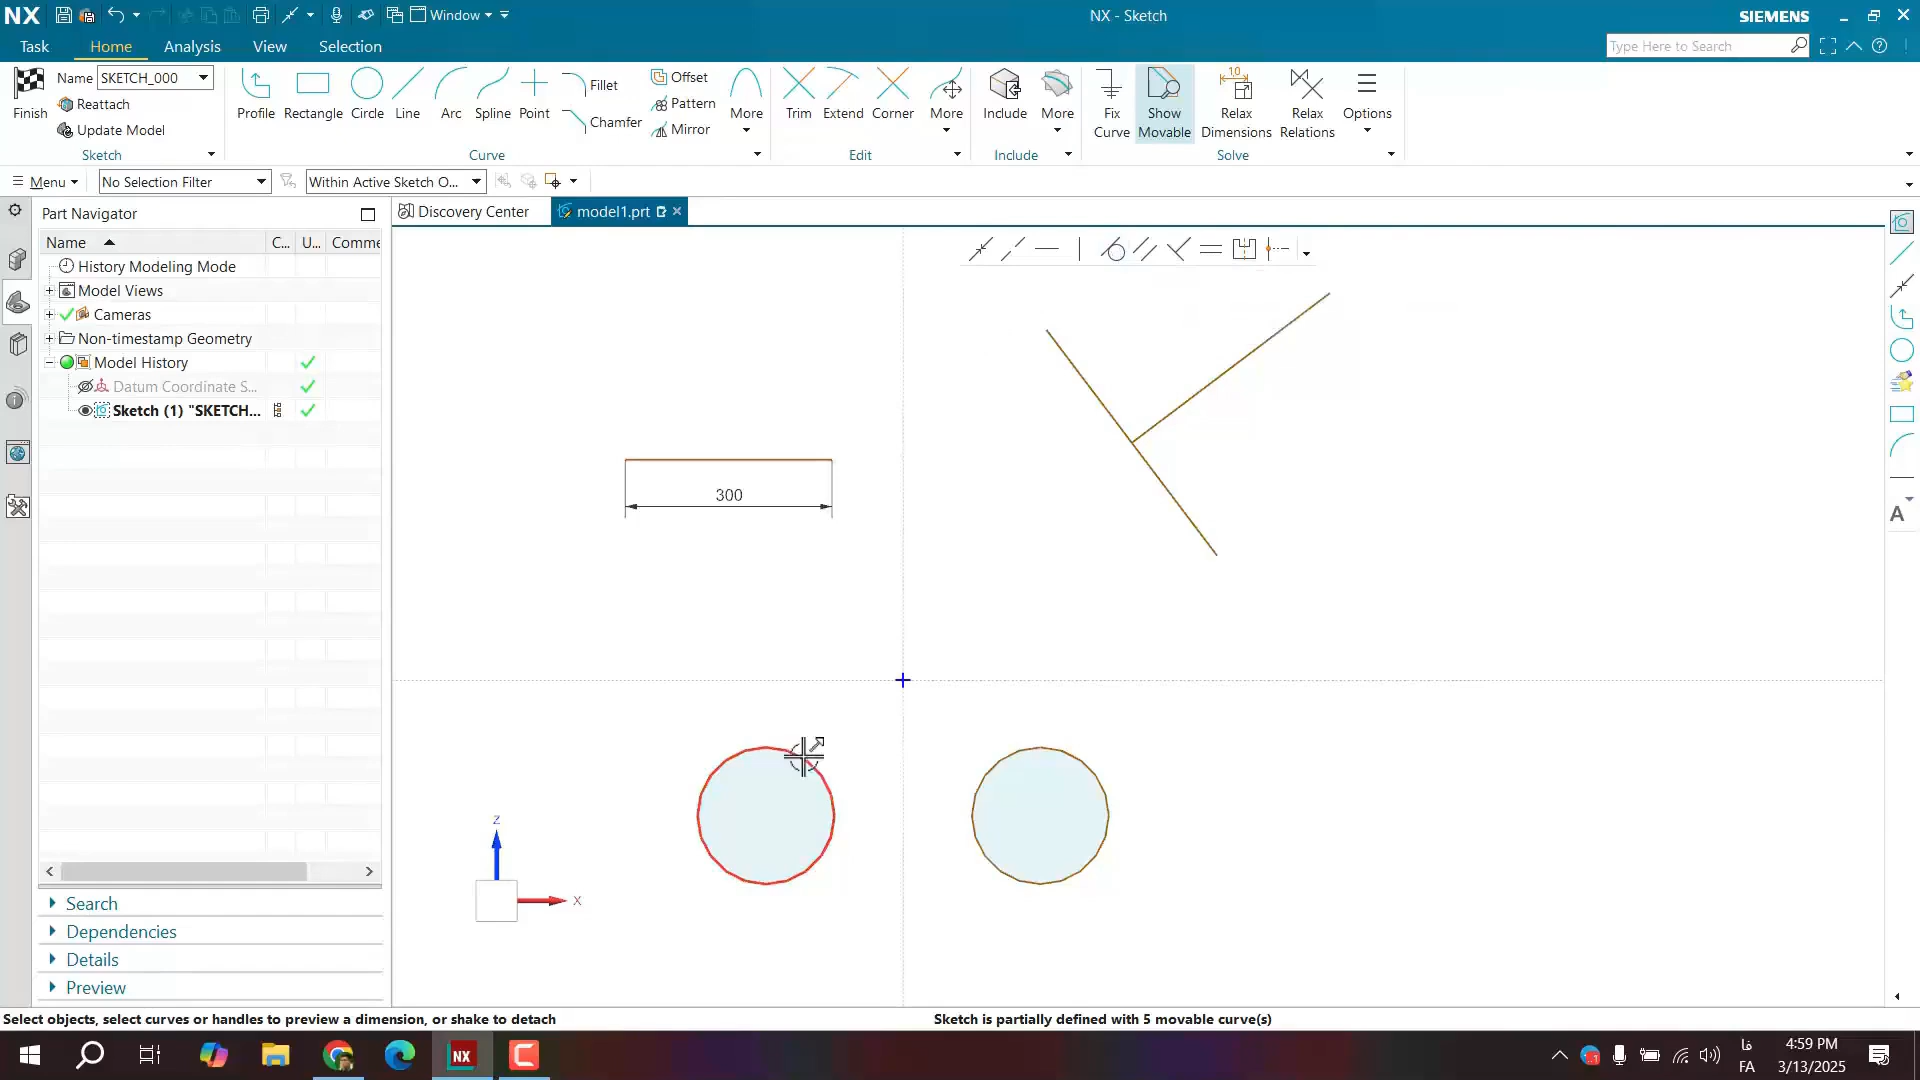 NX
Window
NX - Sketch
SIEMENS
Task
Home
Analysis
View
Selection
Type Here to Search
Finish
Name
SKETCH_000
Reattach
Update Model
Sketch
Profile
Rectangle
Circle
Line
Arc
Spline
Point
Fillet
Chamfer
Offset
Pattern
Mirror
More
Curve
Trim
Extend
Corner
More
Edit
Include
More
Include
Fix
Curve
Show
Movable
1,0
Relax
Dimensions
Relax
Relations
Options
Solve
Menu
No Selection Filter
Within Active Sketch O...
Part Navigator
Discovery Center
model1.prt
Name
C...
U...
Comme
History Modeling Mode
Model Views
Cameras
Non-timestamp Geometry
Model History
Datum Coordinate S...
Sketch (1) "SKETCH...
300
Z
X
A
Search
Dependencies
Details
Preview
Select objects, select curves or handles to preview a dimension, or shake to detach
Sketch is partially defined with 5 movable curve(s)
NX
فا
FA
4:59 PM
3/13/2025